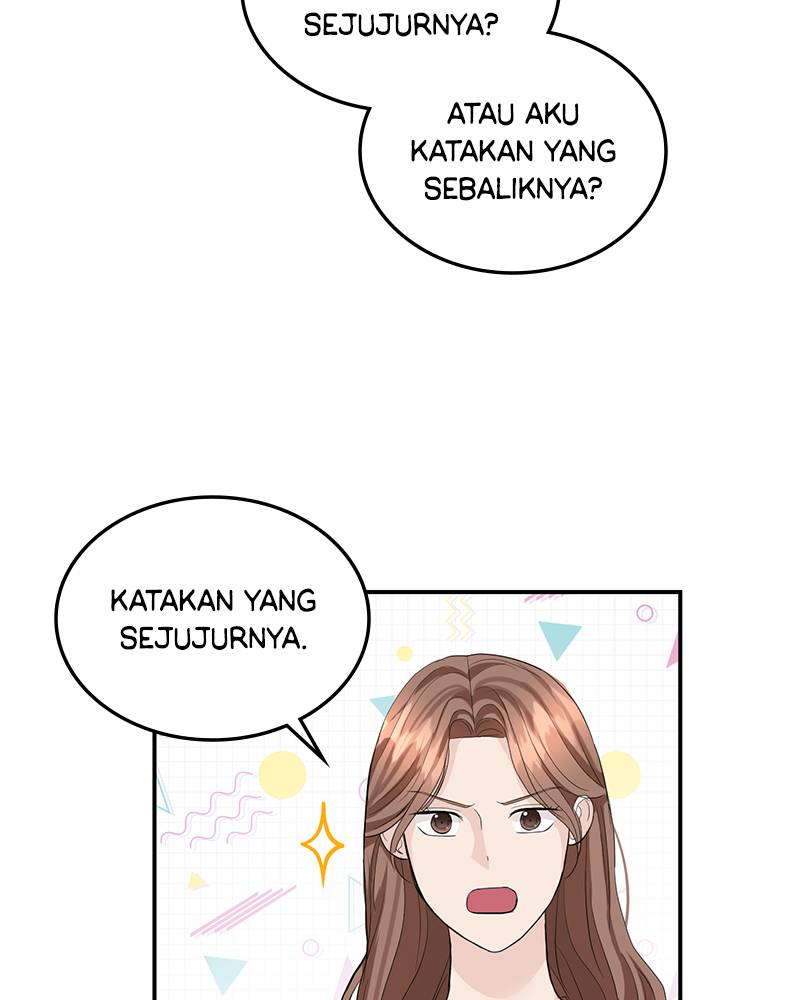 SEJUJURNYA?
ATAU AKU
KATAKAN YANG
SEBALIKNYA?
KATAKAN YANG
SEJUJURNYA.